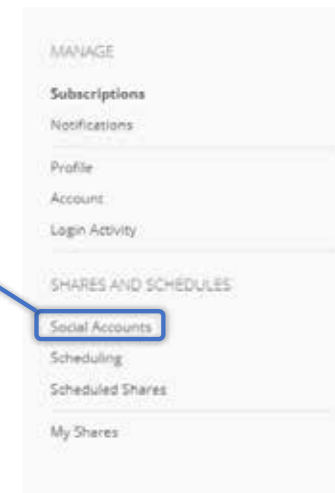 MANAGE
Subscriptions
Notifications
Profile
Account
Login Activity
SHARES AND SCHEDULES
Social Accounts
Scheduling
Scheduled Shares
My Shares